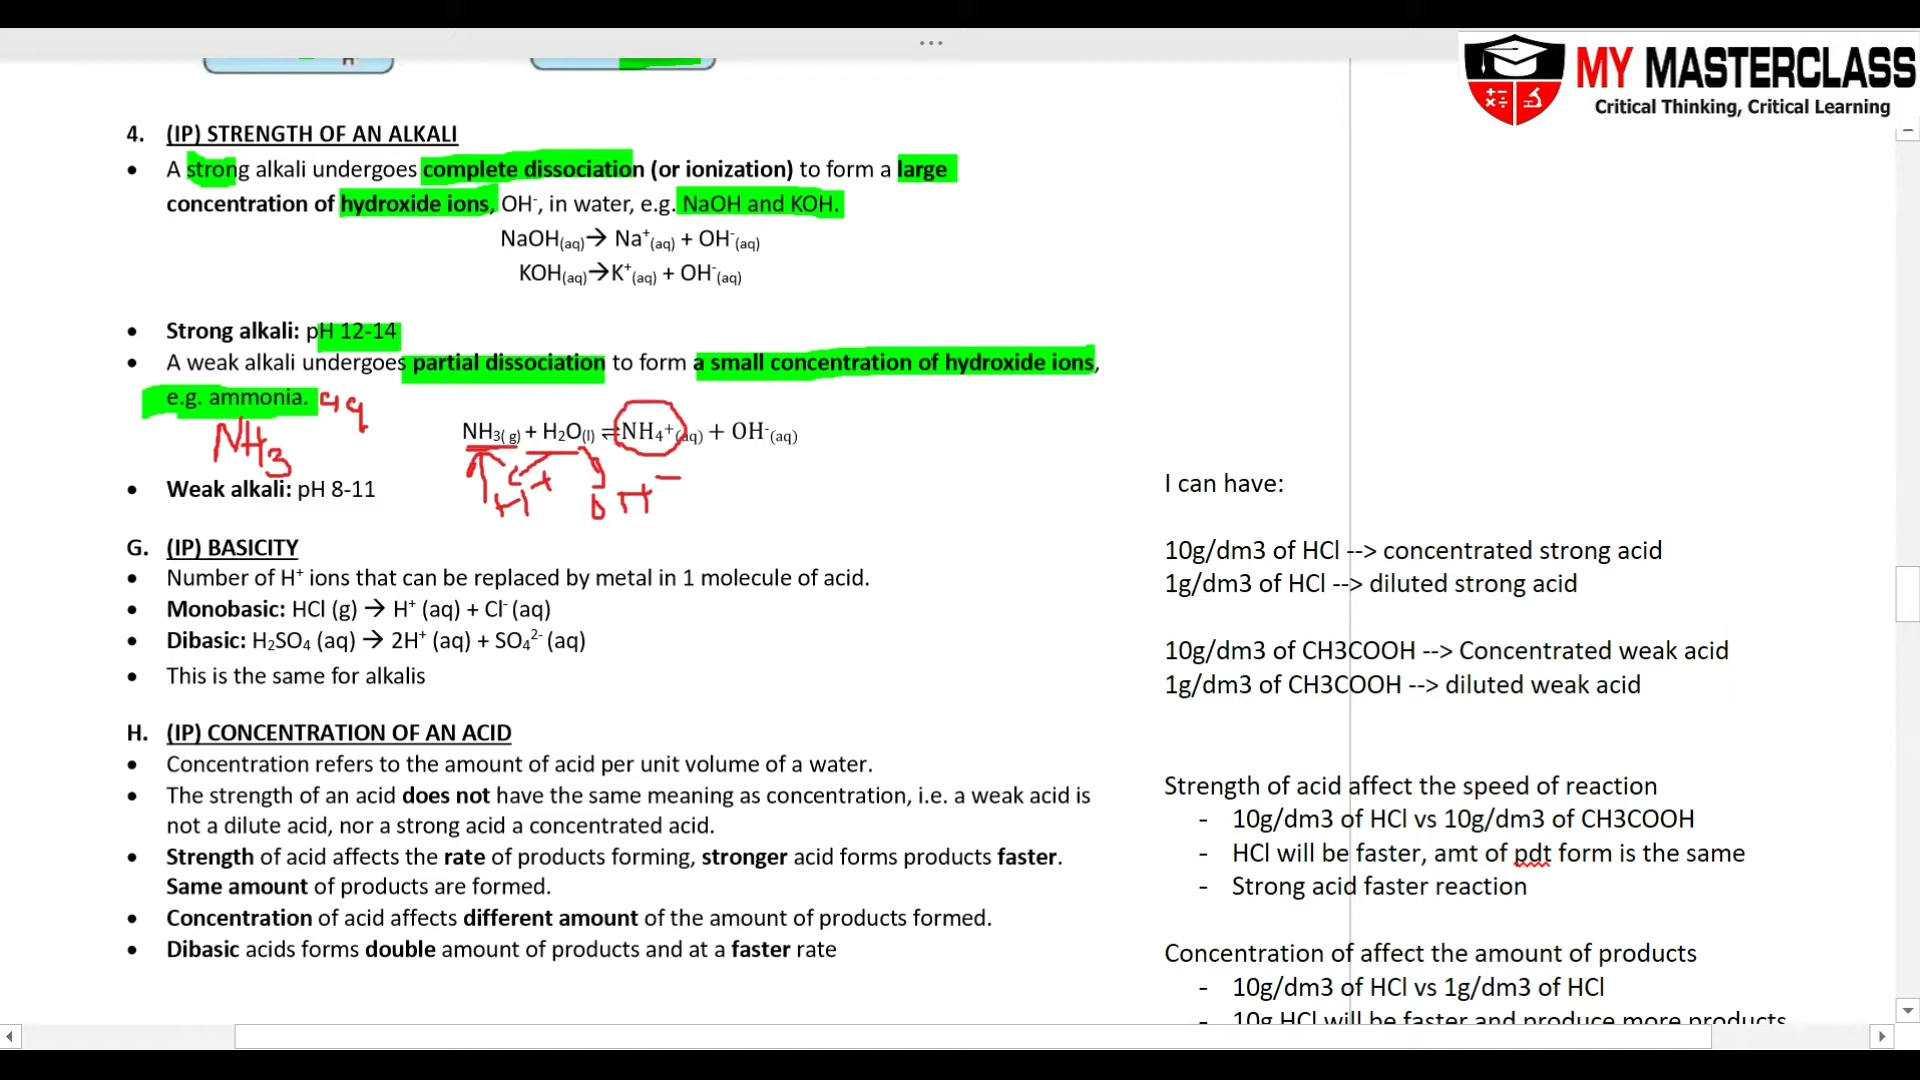 MY MASTERCLASS
Critical Thinking, Critical Learning
4. (IP) STRENGTH OF AN ALKALI
• A strong alkali undergoes complete dissociation (or ionization) to form a large
concentration of hydroxide ions, OH⁻, in water, e.g. NaOH and KOH.
NaOH(aq)→ Na⁺(aq) + OH⁻(aq)
KOH(aq)→K⁺(aq) + OH⁻(aq)
• Strong alkali: pH 12-14
• A weak alkali undergoes partial dissociation to form a small concentration of hydroxide ions,
e.g. ammonia. aq
NH₃
NH₃( g) + H₂O(l) ⇌NH₄⁺(aq) + OH⁻(aq)
H⁺ OH⁻
• Weak alkali: pH 8-11
G. (IP) BASICITY
• Number of H⁺ ions that can be replaced by metal in 1 molecule of acid.
• Monobasic: HCl (g) → H⁺ (aq) + Cl⁻ (aq)
• Dibasic: H₂SO₄ (aq) → 2H⁺ (aq) + SO₄²⁻ (aq)
• This is the same for alkalis
H. (IP) CONCENTRATION OF AN ACID
• Concentration refers to the amount of acid per unit volume of a water.
• The strength of an acid does not have the same meaning as concentration, i.e. a weak acid is
not a dilute acid, nor a strong acid a concentrated acid.
• Strength of acid affects the rate of products forming, stronger acid forms products faster.
Same amount of products are formed.
• Concentration of acid affects different amount of the amount of products formed.
• Dibasic acids forms double amount of products and at a faster rate
I can have:
10g/dm3 of HCl --> concentrated strong acid
1g/dm3 of HCl --> diluted strong acid
10g/dm3 of CH3COOH --> Concentrated weak acid
1g/dm3 of CH3COOH --> diluted weak acid
Strength of acid affect the speed of reaction
- 10g/dm3 of HCl vs 10g/dm3 of CH3COOH
- HCl will be faster, amt of pdt form is the same
- Strong acid faster reaction
Concentration of affect the amount of products
- 10g/dm3 of HCl vs 1g/dm3 of HCl
- 10g HCl will be faster and produce more products